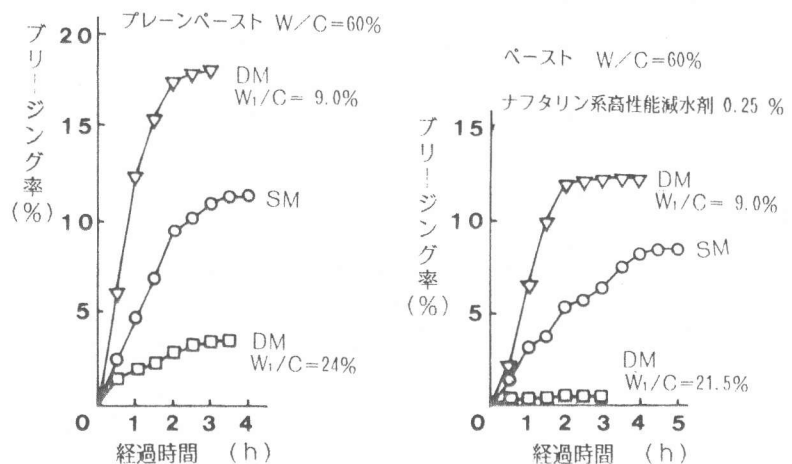 プレーンペースト W/C=60%
ブリージング率(%)
20
15
10
5
0
DM
W₁/C= 9.0%
SM
DM
W₁/C=24%
1 2 3 4
経過時間 (h)
ペースト W/C=60%
ナフタリン系高性能減水剤 0.25 %
ブリージング率(%)
15
10
5
0
DM
W₁/C= 9.0%
SM
DM
W₁/C=21.5%
1 2 3 4 5
経過時間 (h)